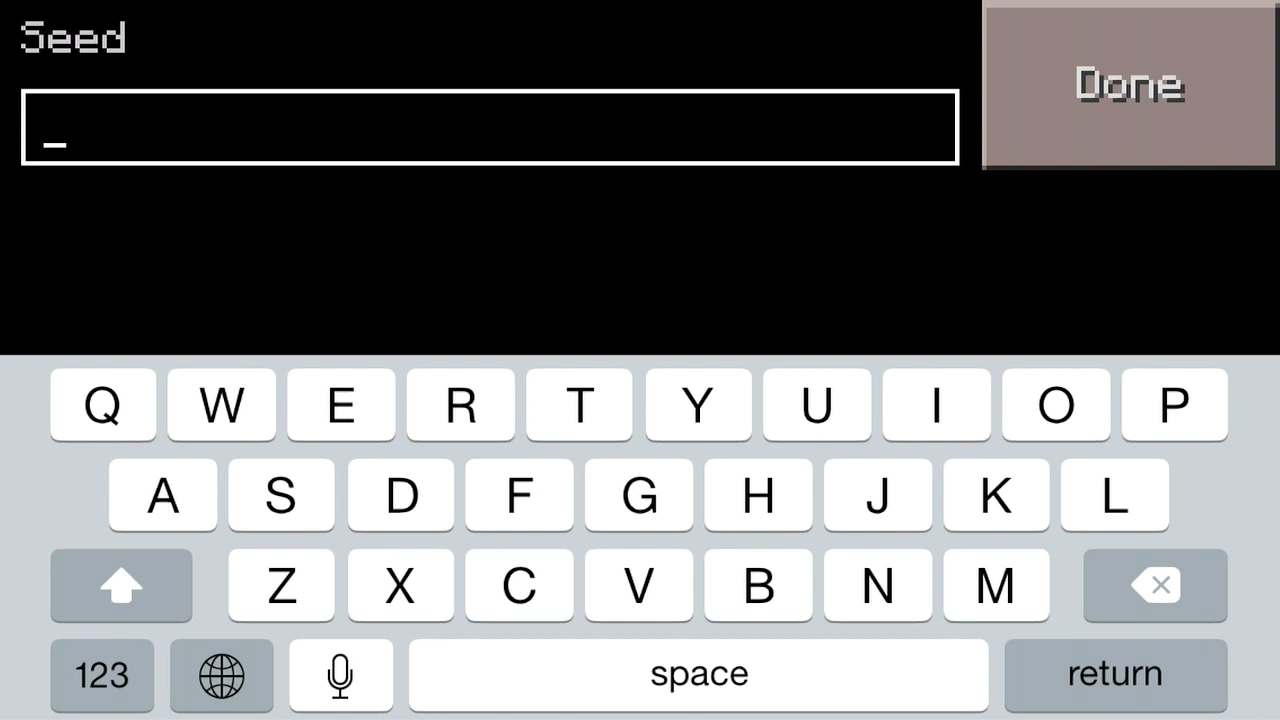 Seed
Done
_
Q W E R T Y U I O P
A S D F G H J K L
Z X C V B N M
123 space return